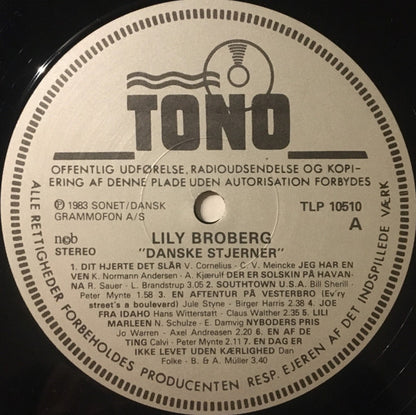 TONO
OFFENTLIG UDFØRELSE, RADIOUDSENDELSE OG KOPI-
ERING AF DENNE PLADE UDEN AUTORISATION FORBYDES
ALLE RETTIGHEDER FORBEHOLDES PRODUCENTEN RESP. EJEREN AF DET INDSPILLEDE VÆRK
℗ 1983 SONET/DANSK
GRAMMOFON A/S
TLP 10510
n©b
STEREO
A
LILY BROBERG
"DANSKE STJERNER"
1. DIT HJERTE DET SLÅR V. Cornelius - C. V. Meincke JEG HAR EN
VEN K. Normann Andersen - A. Kjærulf DER ER SOLSKIN PÅ HAVAN-
NA R. Sauer - L. Brandstrup 3.05 2. SOUTHTOWN U.S.A. Bill Sherill -
Peter Mynte 1.58 3. EN AFTENTUR PÅ VESTERBRO (Ev'ry
street's a boulevard) Jule Styne - Birger Harris 2.38 4. JOE
FRA IDAHO Hans Witterstatt - Claus Walther 2.35 5. LILI
MARLEEN N. Schulze - E. Damvig NYBODERS PRIS
Jo Warren - Axel Andreasen 5.20 6. EN AF DE
TING Calvi - Peter Mynte 2.11 7. EN DAG ER
IKKE LEVET UDEN KÆRLIGHED Dan
Folke - B. & A. Müller 3.40